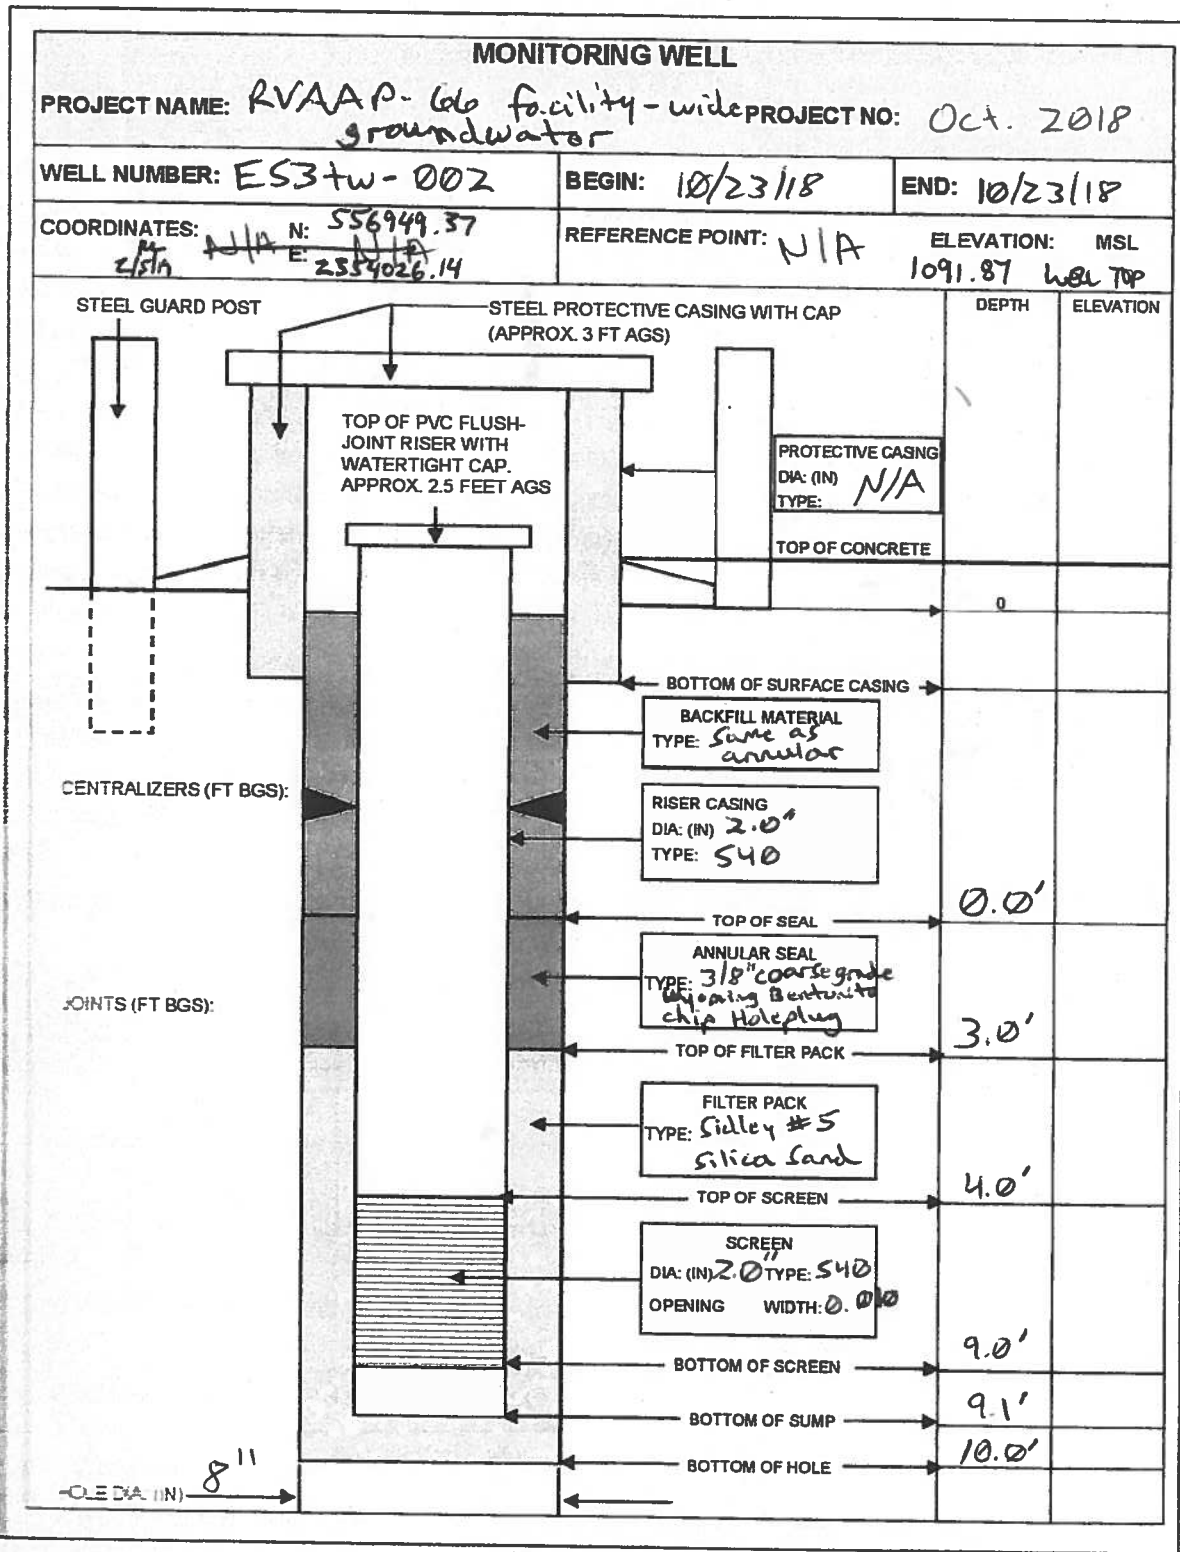 MONITORING WELL
PROJECT NAME: RVAAP-66 facility-wide PROJECT NO: Oct. 2018
groundwater
WELL NUMBER: ES3tw-002 BEGIN: 10/23/18 END: 10/23/18
COORDINATES: N/A N: 556949.37 REFERENCE POINT: N/A ELEVATION: MSL
E: N/A 2354026.14 1091.87 WELL TOP
DEPTH ELEVATION
STEEL GUARD POST
STEEL PROTECTIVE CASING WITH CAP
(APPROX. 3 FT AGS)
TOP OF PVC FLUSH-
JOINT RISER WITH
WATERTIGHT CAP.
APPROX. 2.5 FEET AGS
PROTECTIVE CASING
DIA: (IN) N/A
TYPE:
TOP OF CONCRETE
0
BOTTOM OF SURFACE CASING
BACKFILL MATERIAL
TYPE: Same as
annular
CENTRALIZERS (FT BGS):
RISER CASING
DIA: (IN) 2.0"
TYPE: S40
TOP OF SEAL 0.0'
ANNULAR SEAL
TYPE: 3/8" coarse grade
Wyoming Bentonite
chip Holeplug
JOINTS (FT BGS):
TOP OF FILTER PACK 3.0'
FILTER PACK
TYPE: Sidley #5
Silica Sand
TOP OF SCREEN 4.0'
SCREEN
DIA: (IN) 2.0" TYPE: S40
OPENING WIDTH: 0.010
BOTTOM OF SCREEN 9.0'
BOTTOM OF SUMP 9.1'
BOTTOM OF HOLE 10.0'
HOLE DIA. (IN) 8"